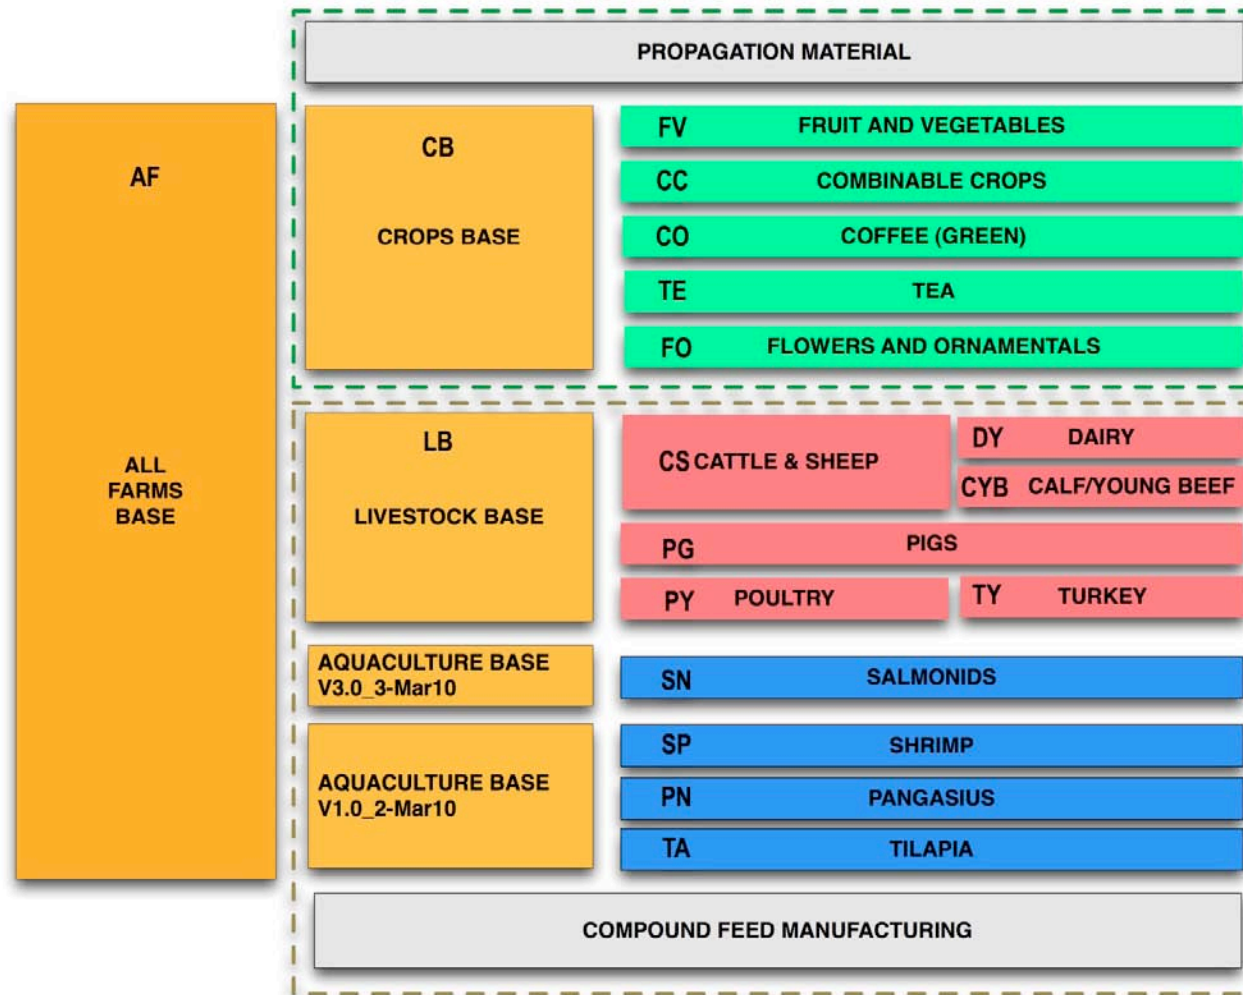 PROPAGATION MATERIAL
AF
ALL
FARMS
BASE
CB
CROPS BASE
FV FRUIT AND VEGETABLES
CC COMBINABLE CROPS
CO COFFEE (GREEN)
TE TEA
FO FLOWERS AND ORNAMENTALS
LB
LIVESTOCK BASE
CS CATTLE & SHEEP
DY DAIRY
CYB CALF/YOUNG BEEF
PG PIGS
PY POULTRY
TY TURKEY
AQUACULTURE BASE
V3.0_3-Mar10
SN SALMONIDS
AQUACULTURE BASE
V1.0_2-Mar10
SP SHRIMP
PN PANGASIUS
TA TILAPIA
COMPOUND FEED MANUFACTURING